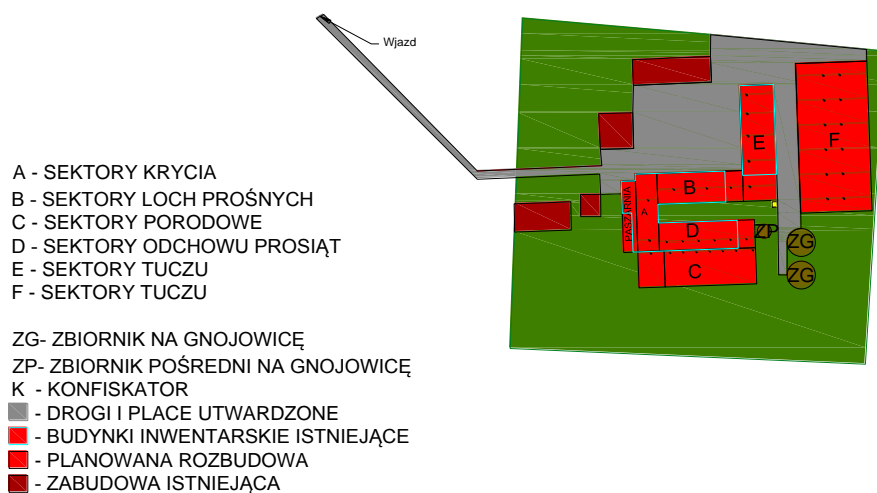 Wjazd
A - SEKTORY KRYCIA
B - SEKTORY LOCH PROŚNYCH
C - SEKTORY PORODOWE
D - SEKTORY ODCHOWU PROSIĄT
E - SEKTORY TUCZU
F - SEKTORY TUCZU
ZG- ZBIORNIK NA GNOJOWICĘ
ZP- ZBIORNIK POŚREDNI NA GNOJOWICĘ
K - KONFISKATOR
- DROGI I PLACE UTWARDZONE
- BUDYNKI INWENTARSKIE ISTNIEJĄCE
- PLANOWANA ROZBUDOWA
- ZABUDOWA ISTNIEJĄCA
E
F
B
PASZARNIA
A
D
ZP
ZG
C
ZG